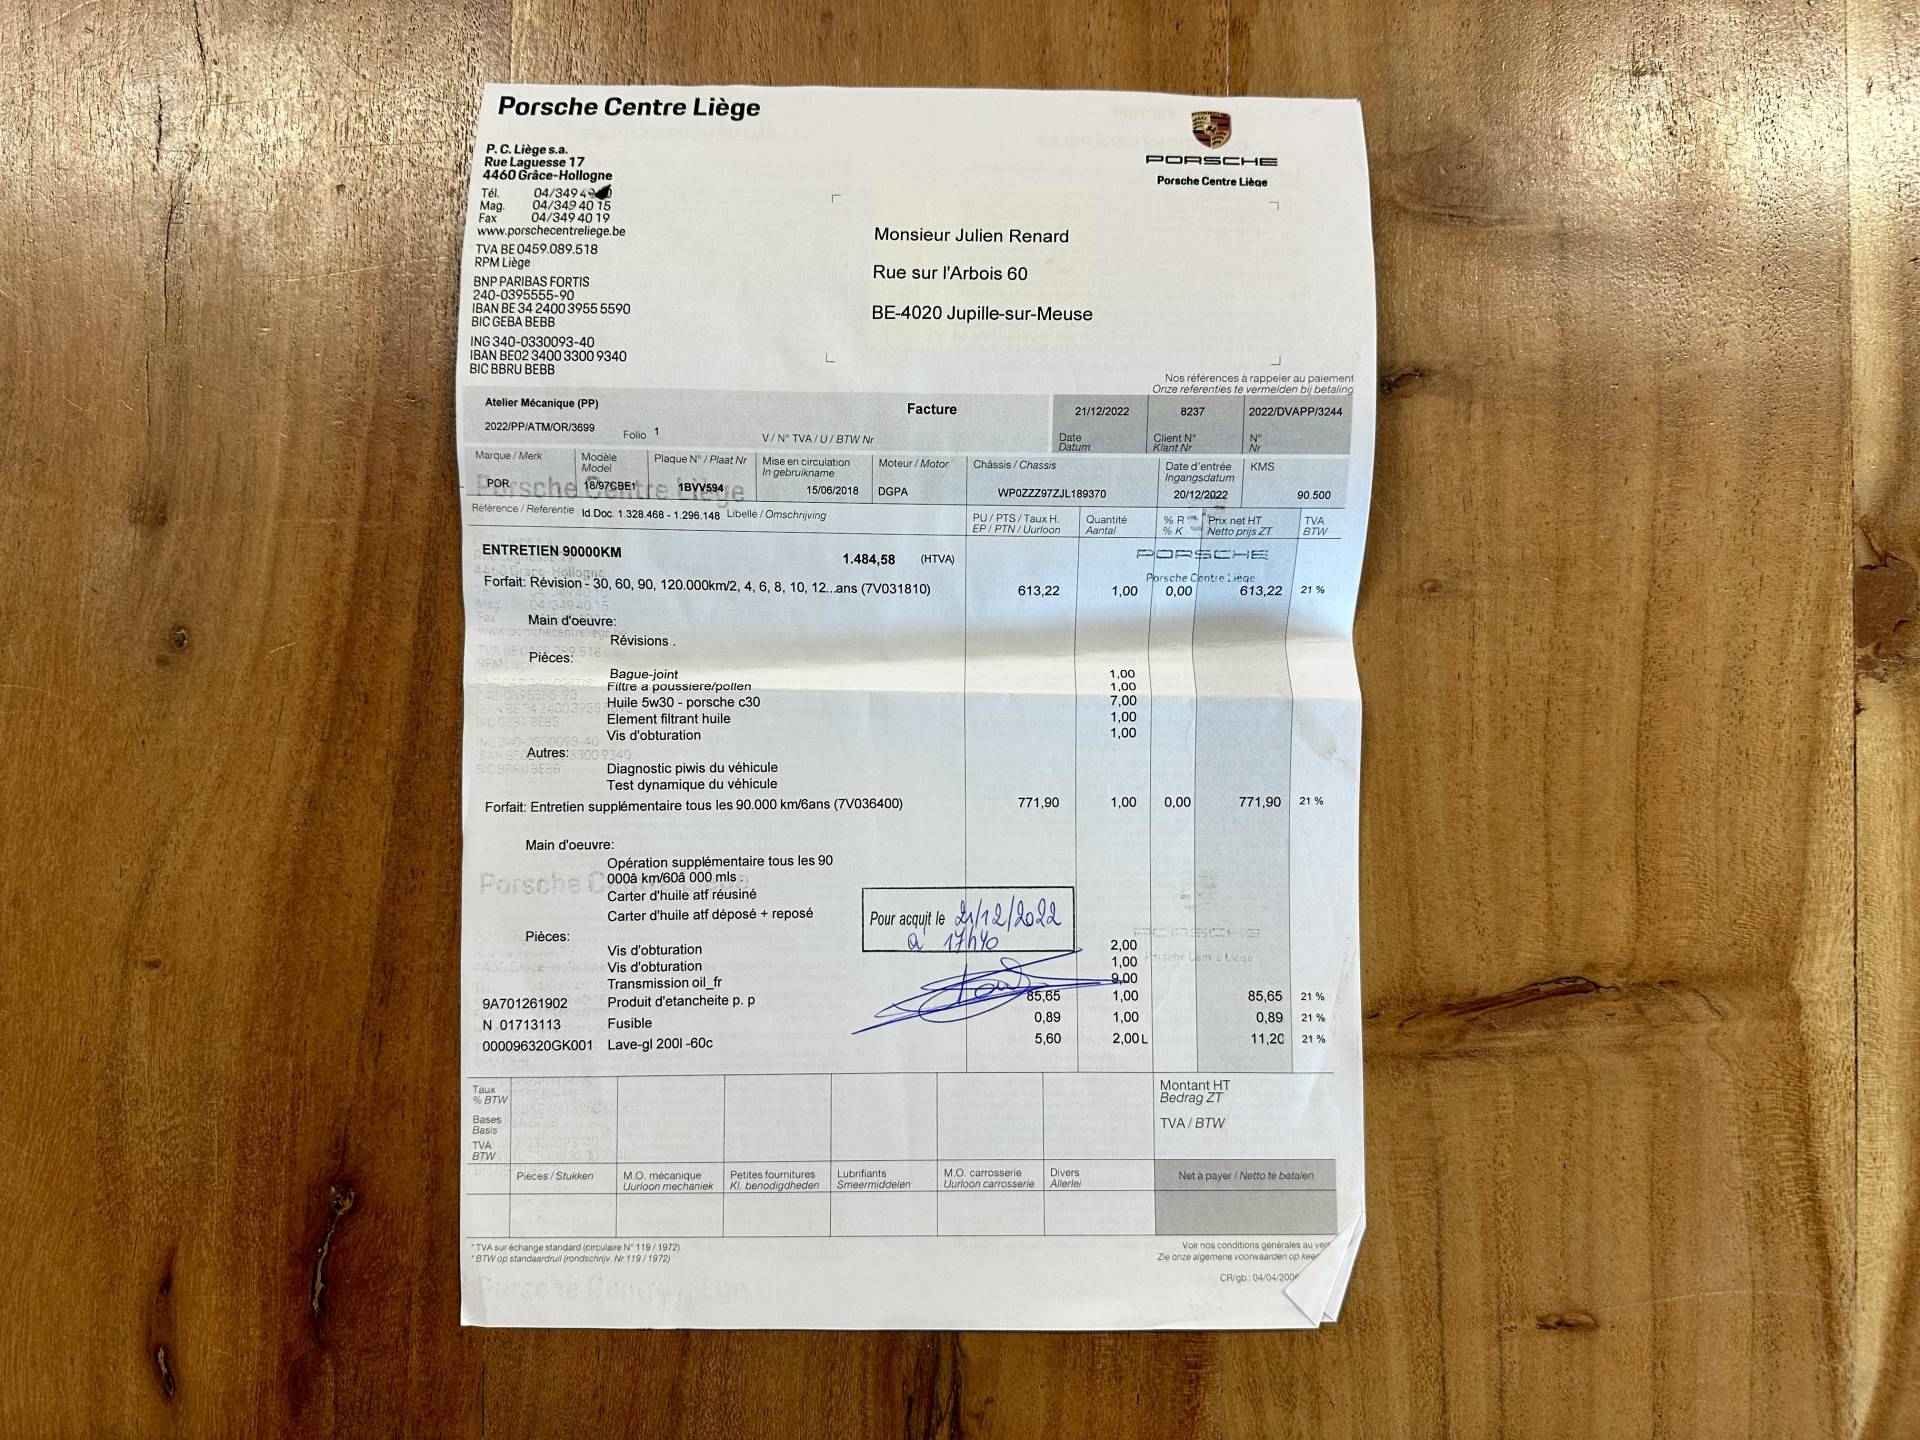 Porsche Centre Liège
PORSCHE
Porsche Centre Liège
P. C. Liège s.a.
Rue Laguesse 17
4460 Grâce-Hollogne
Tél. 04/349
Mag. 04/349 40 15
Fax 04/349 40 19
www.porschecentreliege.be
TVA BE 0459.089.518
RPM Liège
BNP PARIBAS FORTIS
240-0395555-90
IBAN BE 34 2400 3955 5590
BIC GEBA BEBB
ING 340-0330093-40
IBAN BE02 3400 3300 9340
BIC BBRU BEBB
Monsieur Julien Renard
Rue sur l'Arbois 60
BE-4020 Jupille-sur-Meuse
Nos références à rappeler au paiement
Onze referenties te vermelden bij betaling
Atelier Mécanique (PP)
2022/PP/ATM/OR/3699
Folio 1
Facture
V / N° TVA / U / BTW Nr
21/12/2022 8237 2022/DVAPP/3244
Date Client N° N°
Datum Klant Nr Nr
Marque / Merk Modèle Plaque N° / Plaat Nr Mise en circulation Moteur / Motor Châssis / Chassis Date d'entrée KMS
Model In gebruikname Ingangsdatum
POR 18/97CBE1 1BVV594 15/06/2018 DGPA WP0ZZZ97ZJL189370 20/12/2022 90.500
Référence / Referentie Id.Doc. 1.328.468 - 1.296.148 Libellé / Omschrijving PU / PTS / Taux H. Quantité % R Prix net HT TVA
EP / PTN / Uurloon Aantal % K Netto prijs ZT BTW
ENTRETIEN 90000KM 1.484,58 (HTVA)
PORSCHE
Porsche Centre Liège
Forfait: Révision - 30, 60, 90, 120.000km/2, 4, 6, 8, 10, 12...ans (7V031810) 613,22 1,00 0,00 613,22 21 %
Main d'oeuvre:
Révisions .
Pièces:
Bague-joint 1,00
Filtre a poussiere/pollen 1,00
Huile 5w30 - porsche c30 7,00
Element filtrant huile 1,00
Vis d'obturation 1,00
Autres:
Diagnostic piwis du véhicule
Test dynamique du véhicule
Forfait: Entretien supplémentaire tous les 90.000 km/6ans (7V036400) 771,90 1,00 0,00 771,90 21 %
Main d'oeuvre:
Opération supplémentaire tous les 90
000â km/60â 000 mls .
Carter d'huile atf réusiné
Carter d'huile atf déposé + reposé
Pour acquit le 21/12/2022
à 17h40
Pièces:
Vis d'obturation 2,00
Vis d'obturation 1,00
Transmission oil_fr 9,00
9A701261902 Produit d'etancheite p. p 85,65 1,00 85,65 21 %
N 01713113 Fusible 0,89 1,00 0,89 21 %
000096320GK001 Lave-gl 200l -60c 5,60 2,00 L 11,20 21 %
Taux
% BTW
Bases
Basis
TVA
BTW
Montant HT
Bedrag ZT
TVA / BTW
Pièces / Stukken M.O. mécanique Petites fournitures Lubrifiants M.O. carrosserie Divers Net à payer / Netto te betalen
Uurloon mechaniek Kl. benodigdheden Smeermiddelen Uurloon carrosserie Allerlei
* TVA sur échange standard (circulaire N° 119 / 1972)
* BTW op standaardruil (rondschrijv. Nr 119 / 1972)
Voir nos conditions générales au
Zie onze algemene voorwaarden op
CR/gb.: 04/04/2006